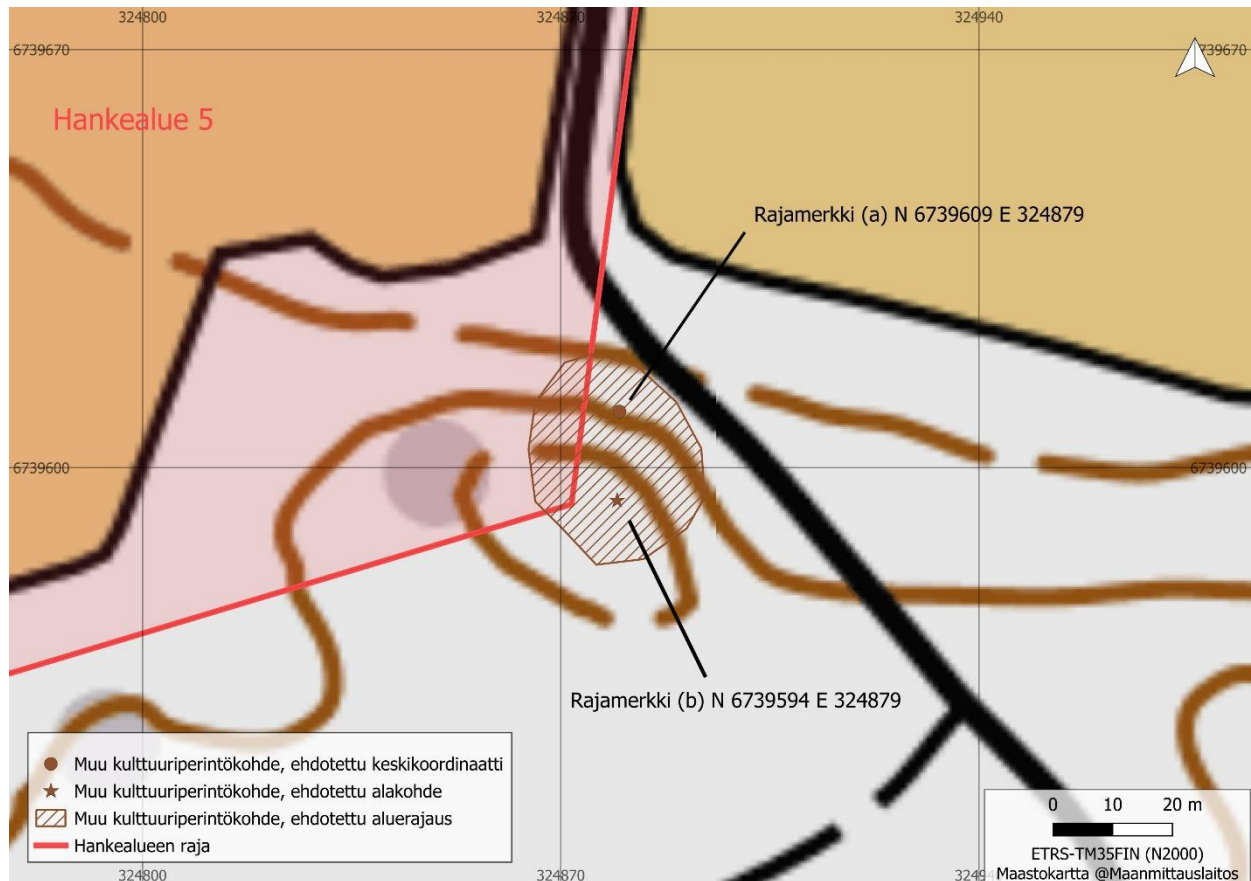 324800
324870
324940
6739670
739670
Hankealue 5
Rajamerkki (a) N 6739609 E 324879
6739600
6739600
Rajamerkki (b) N 6739594 E 324879
Muu kulttuuriperintökohde, ehdotettu keskikoordinaatti
Muu kulttuuriperintökohde, ehdotettu alakohde
Muu kulttuuriperintökohde, ehdotettu aluerajaus
Hankealueen raja
0 10 20 m
ETRS-TM35FIN (N2000)
Maastokartta @Maanmittauslaitos
324800
324870
32494